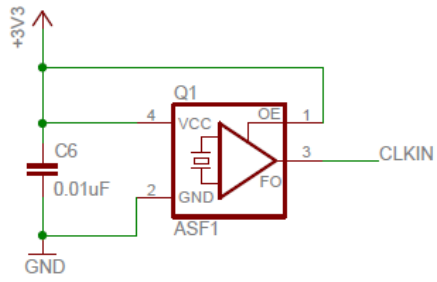 +3V3
Q1
OE
1
4
VCC
C6
0.01uF
3
CLKIN
FO
2
GND
ASF1
GND